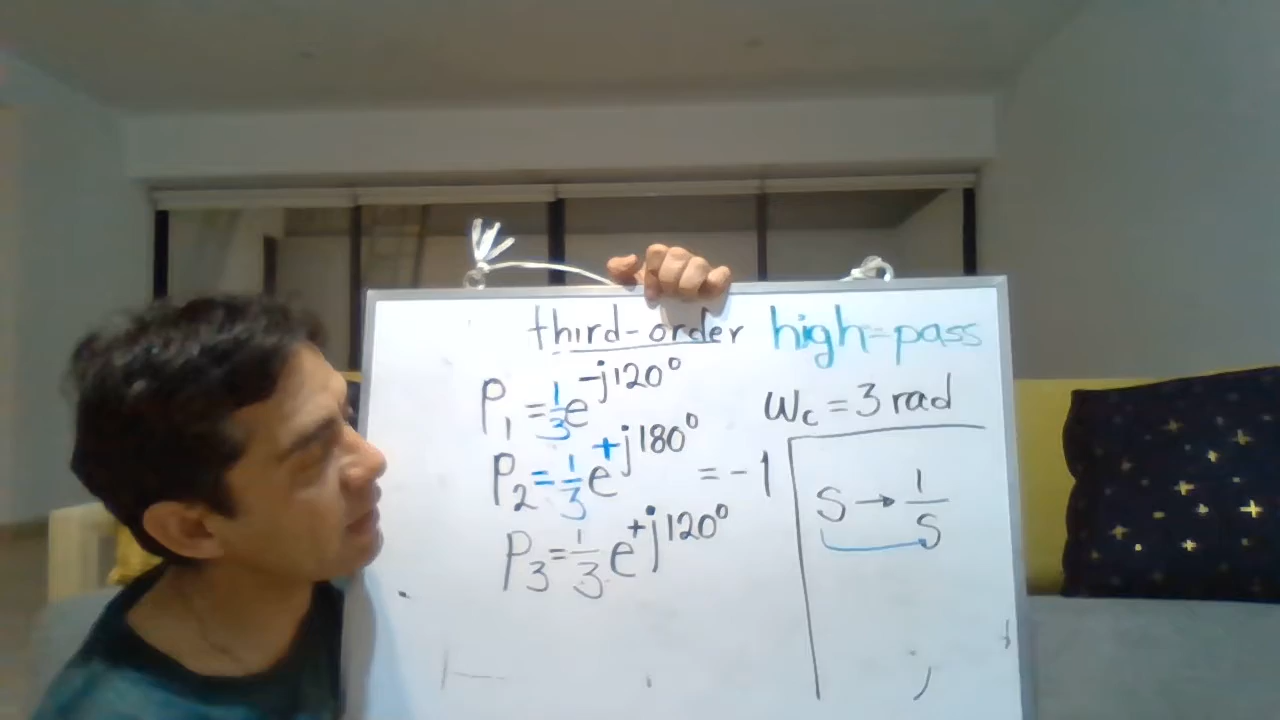 third-order high-pass
P₁ = 1/3 e^-j120°
ωc = 3 rad
P₂ = 1/3 e^+j180° = -1
S → 1/S
P₃ = 1/3 e^+j120°